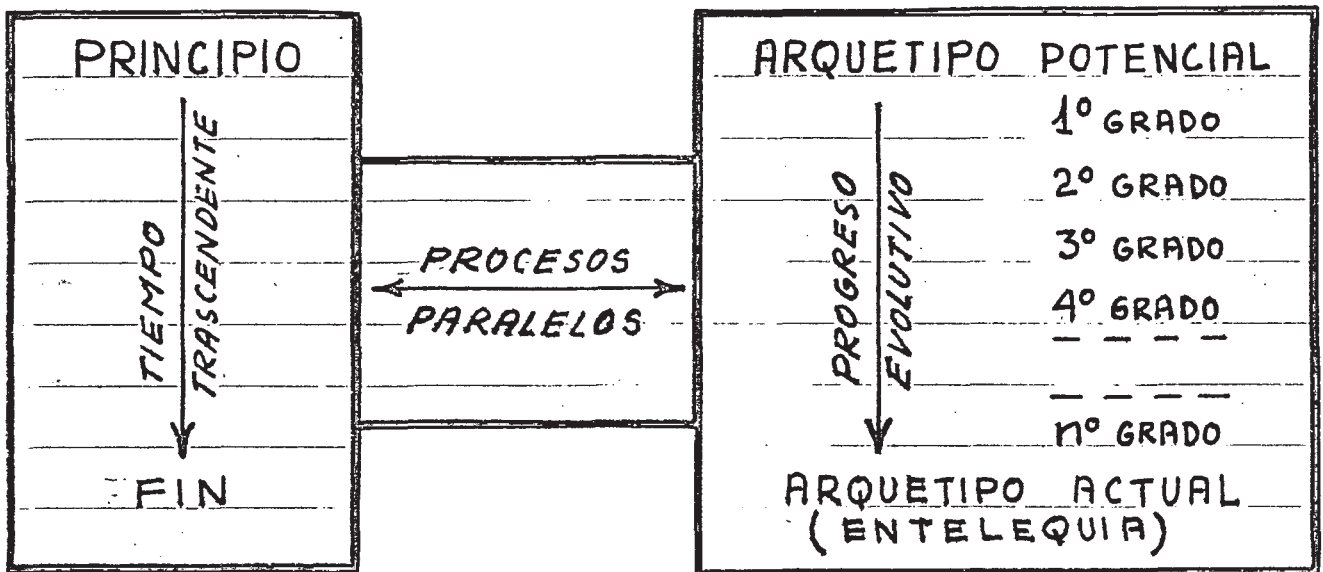 PRINCIPIO
TIEMPO
TRASCENDENTE
FIN
PROCESOS
PARALELOS
ARQUETIPO POTENCIAL
PROGRESO
EVOLUTIVO
1º GRADO
2º GRADO
3º GRADO
4º GRADO
nº GRADO
ARQUETIPO ACTUAL
(ENTELEQUIA)